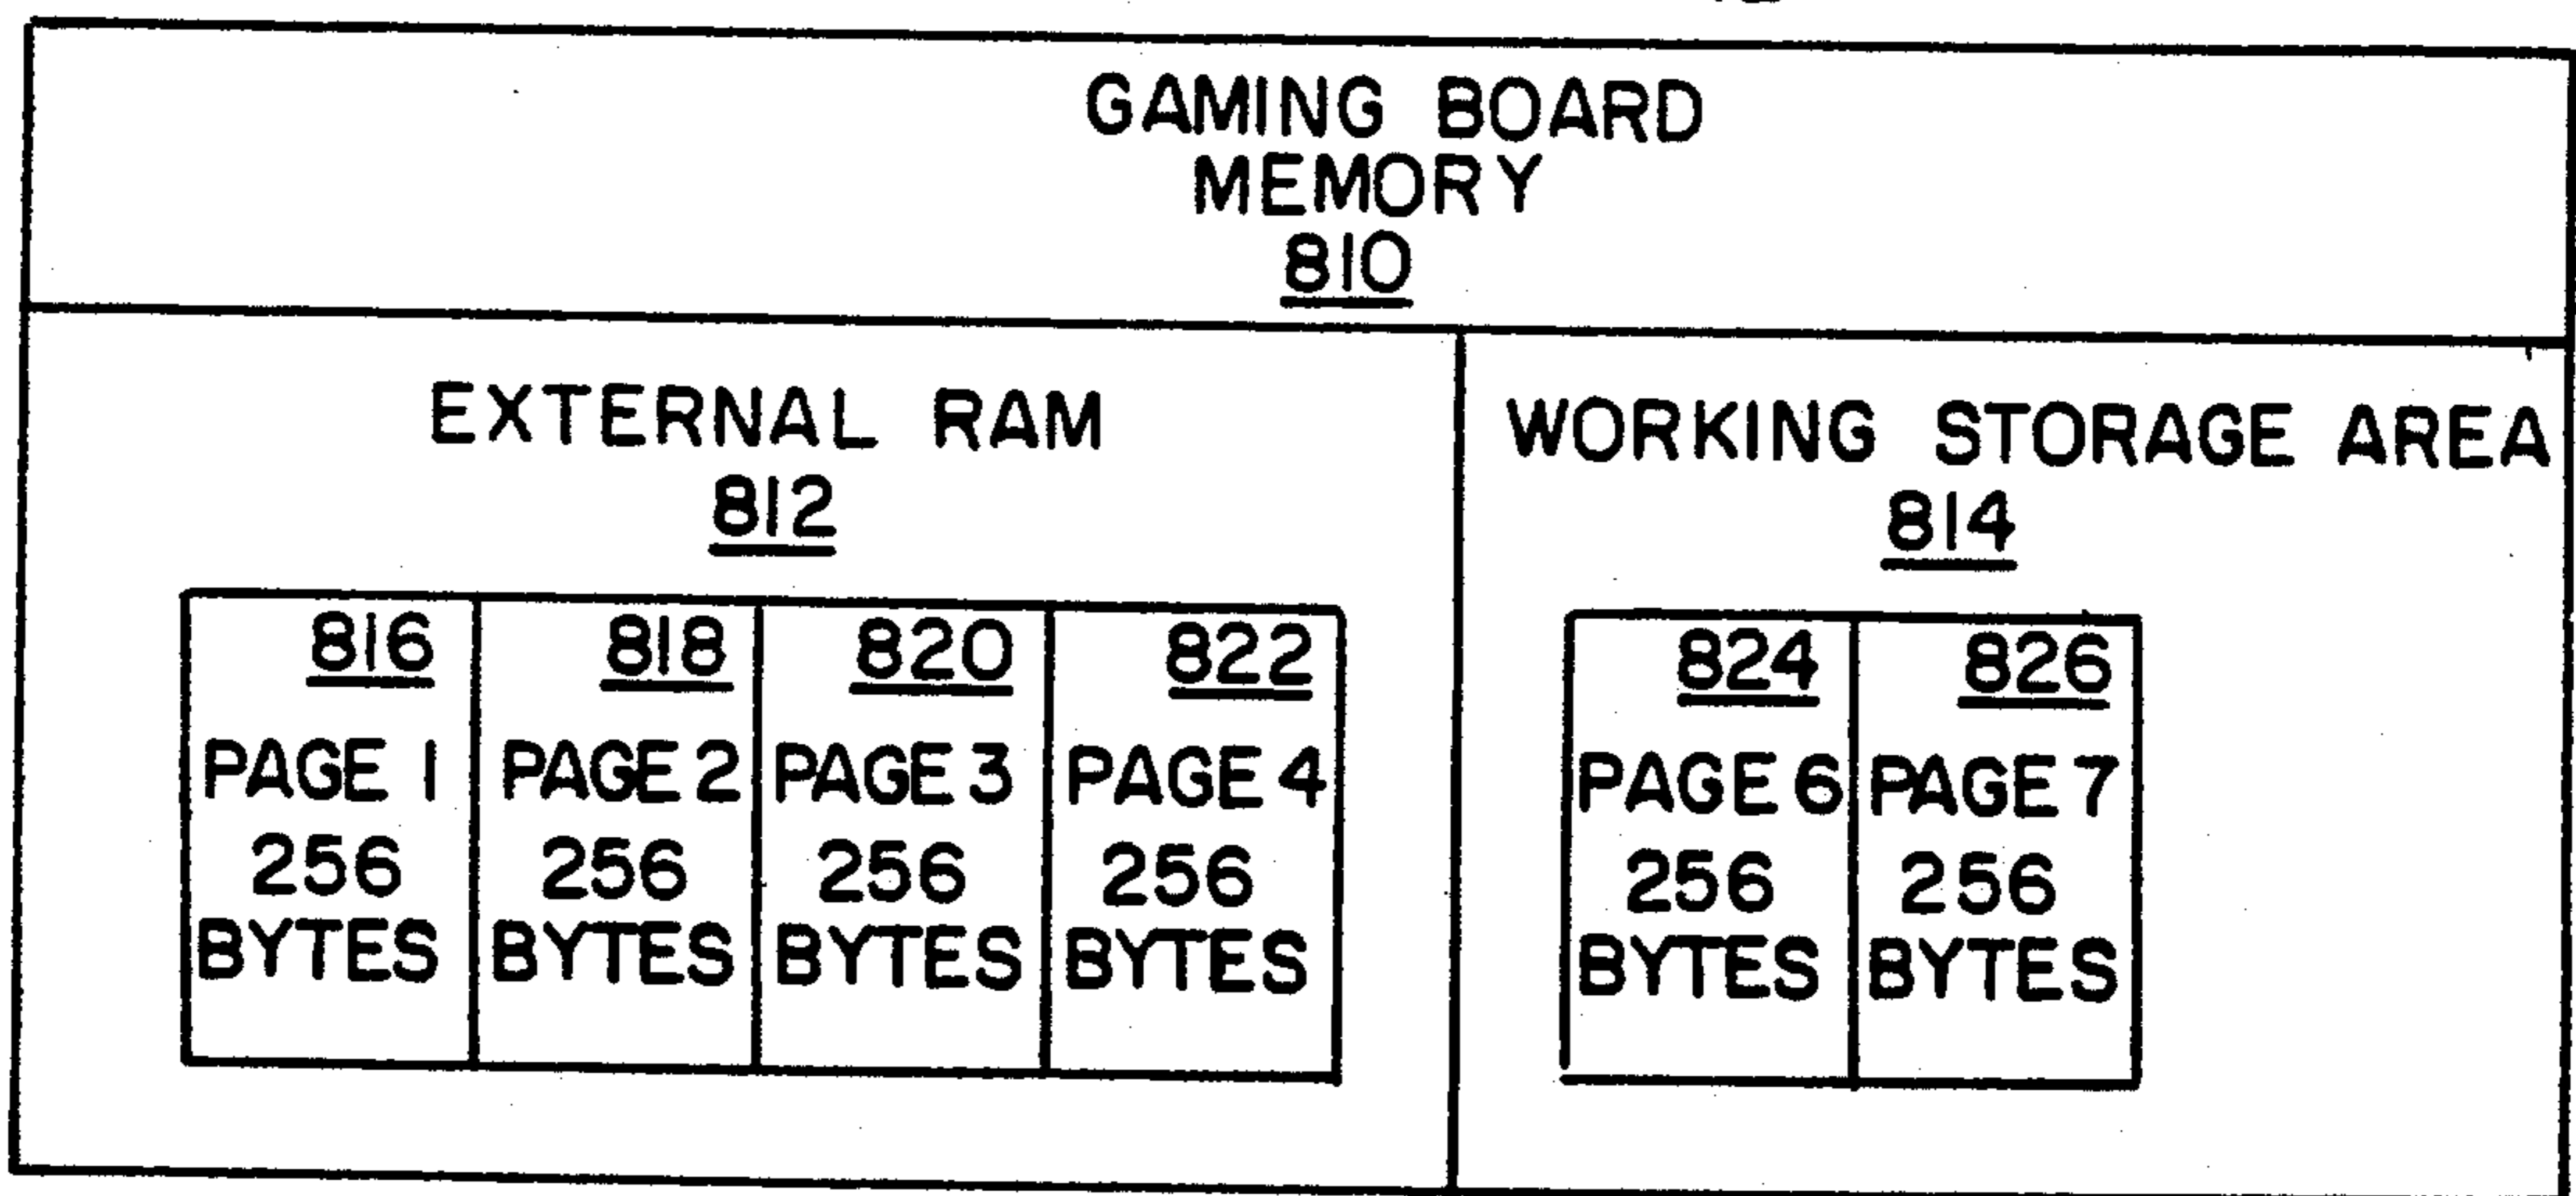 GAMING BOARD
MEMORY
810
EXTERNAL RAM
812
816
PAGE 1
256
BYTES
818
PAGE 2
256
BYTES
820
PAGE 3
256
BYTES
822
PAGE 4
256
BYTES
WORKING STORAGE AREA
814
824
PAGE 6
256
BYTES
826
PAGE 7
256
BYTES